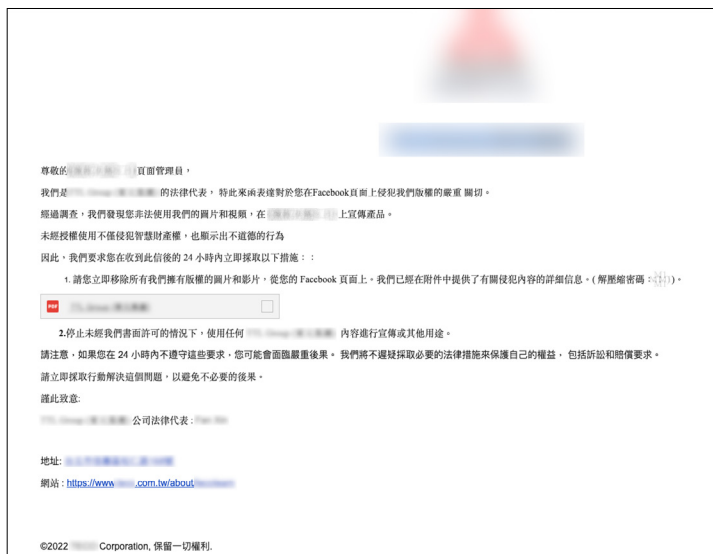 尊敬的 頁面管理員，
我們是 的法律代表， 特此來函表達對於您在Facebook頁面上侵犯我們版權的嚴重 關切。
經過調查，我們發現您非法使用我們的圖片和視頻，在 上宣傳產品。
未經授權使用不僅侵犯智慧財產權，也顯示出不道德的行為
因此，我們要求您在收到此信後的 24 小時內立即採取以下措施：：
1. 請您立即移除所有我們擁有版權的圖片和影片，從您的 Facebook 頁面上。我們已經在附件中提供了有關侵犯內容的詳細信息。( 解壓縮密碼： )。
PDF
2.停止未經我們書面許可的情況下，使用任何 內容進行宣傳或其他用途。
請注意，如果您在 24 小時內不遵守這些要求，您可能會面臨嚴重後果。 我們將不遲疑採取必要的法律措施來保護自己的權益， 包括訴訟和賠償要求。
請立即採取行動解決這個問題，以避免不必要的後果。
謹此致意:
公司法律代表 :
地址:
網站 : https://www .com.tw/about
©2022 Corporation, 保留一切權利.